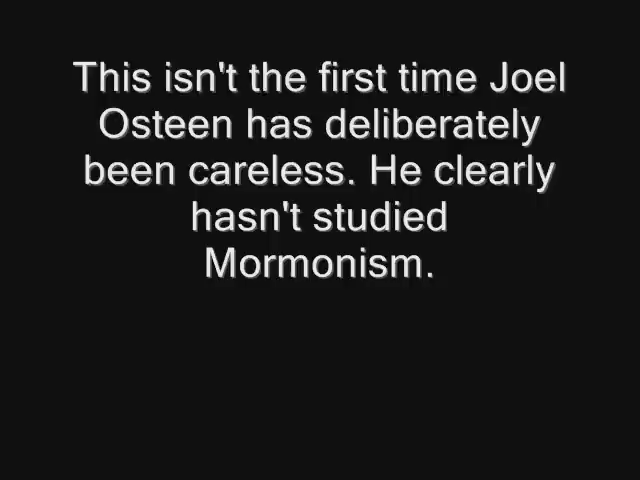 This isn't the first time Joel
Osteen has deliberately
been careless. He clearly
hasn't studied
Mormonism.